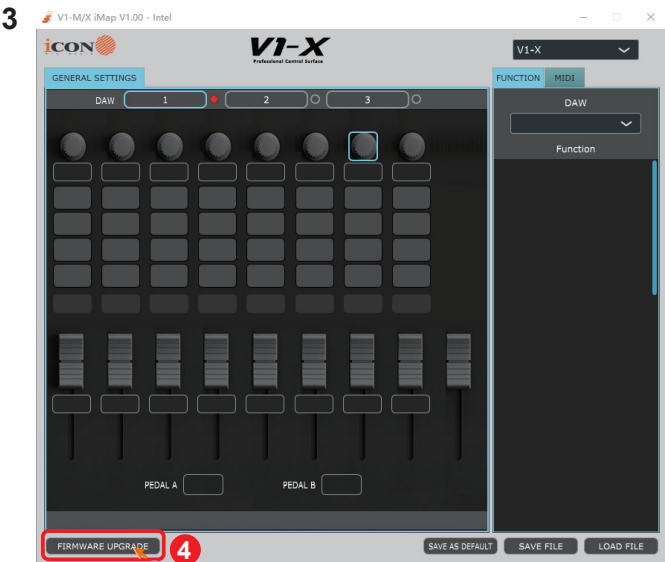 3
V1-M/X iMap V1.00 - Intel
iCON
V1-X
Professional Control Surface
V1-X
GENERAL SETTINGS
FUNCTION MIDI
DAW 1 2 3
DAW
Function
PEDAL A PEDAL B
FIRMWARE UPGRADE 4 SAVE AS DEFAULT SAVE FILE LOAD FILE